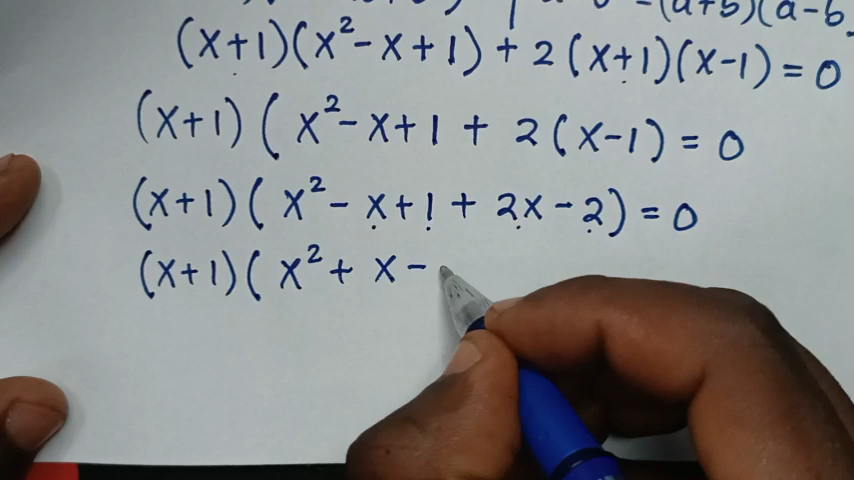 = (a+b)(a-b
(x+1)(x²-x+1) + 2(x+1)(x-1) = 0
(x+1)(x²-x+1 + 2(x-1) = 0
(x+1)(x²-x+1+2x-2) = 0
(x+1)(x²+x-